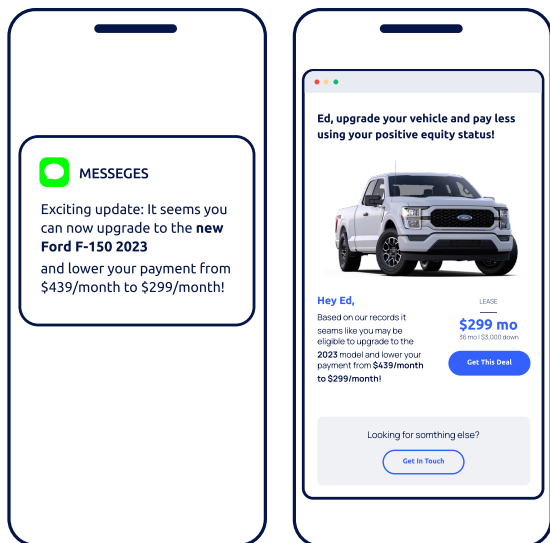 MESSEGES
Exciting update: It seems you
can now upgrade to the new
Ford F-150 2023
and lower your payment from
$439/month to $299/month!
Ed, upgrade your vehicle and pay less
using your positive equity status!
Ford
Hey Ed,
Based on our records it
seems like you may be
eligible to upgrade to the
2023 model and lower your
payment from $439/month
to $299/month!
LEASE
$299 mo
36 mo | $3,000 down
Get This Deal
Looking for somthing else?
Get In Touch